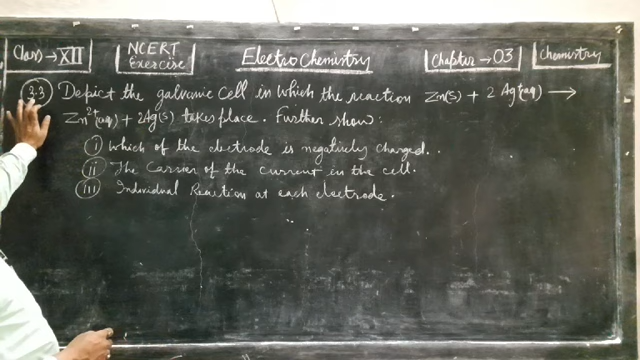 Class → XII NCERT Exercise ElectroChemistry Chapter → 03 Chemistry
3.3 Depict the galvanic cell in which the reaction Zn(s) + 2 Ag⁺(aq) →
Zn²⁺(aq) + 2Ag(s) takes place. Further show:
i Which of the electrode is negatively charged.
ii The Carrier of the current in the cell.
iii Individual Reaction at each electrode.